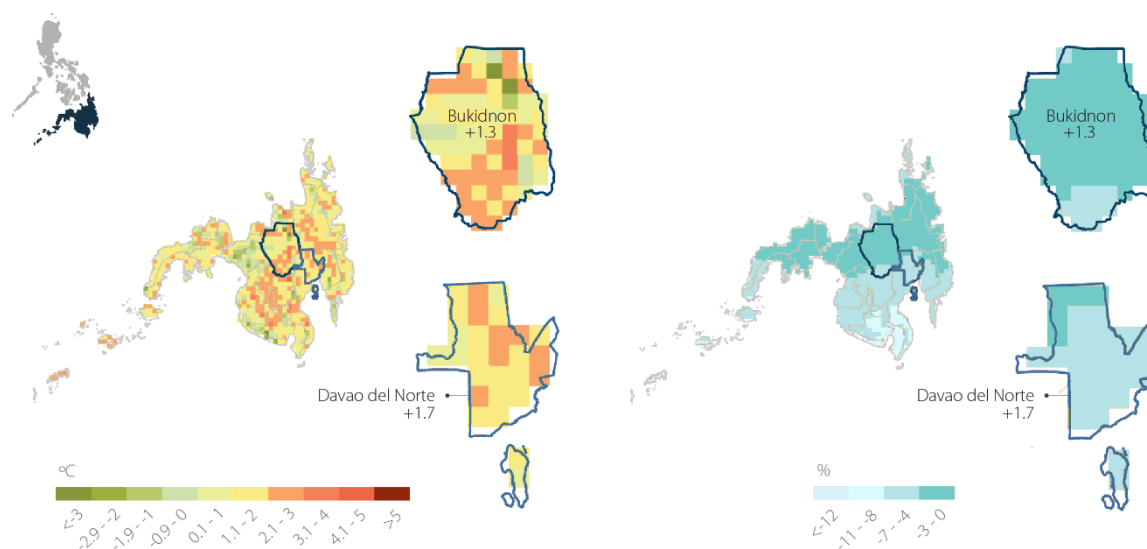 Bukidnon
+1.3
Davao del Norte
+1.7
ºC
<-3
-2.9 - -2
-1.9 - -1
-0.9 - 0
0.1 - 1
1.1 - 2
2.1 - 3
3.1 - 4
4.1 - 5
>5
Bukidnon
+1.3
Davao del Norte
+1.7
%
<-12
-11 - -8
-7 - -4
-3 - 0